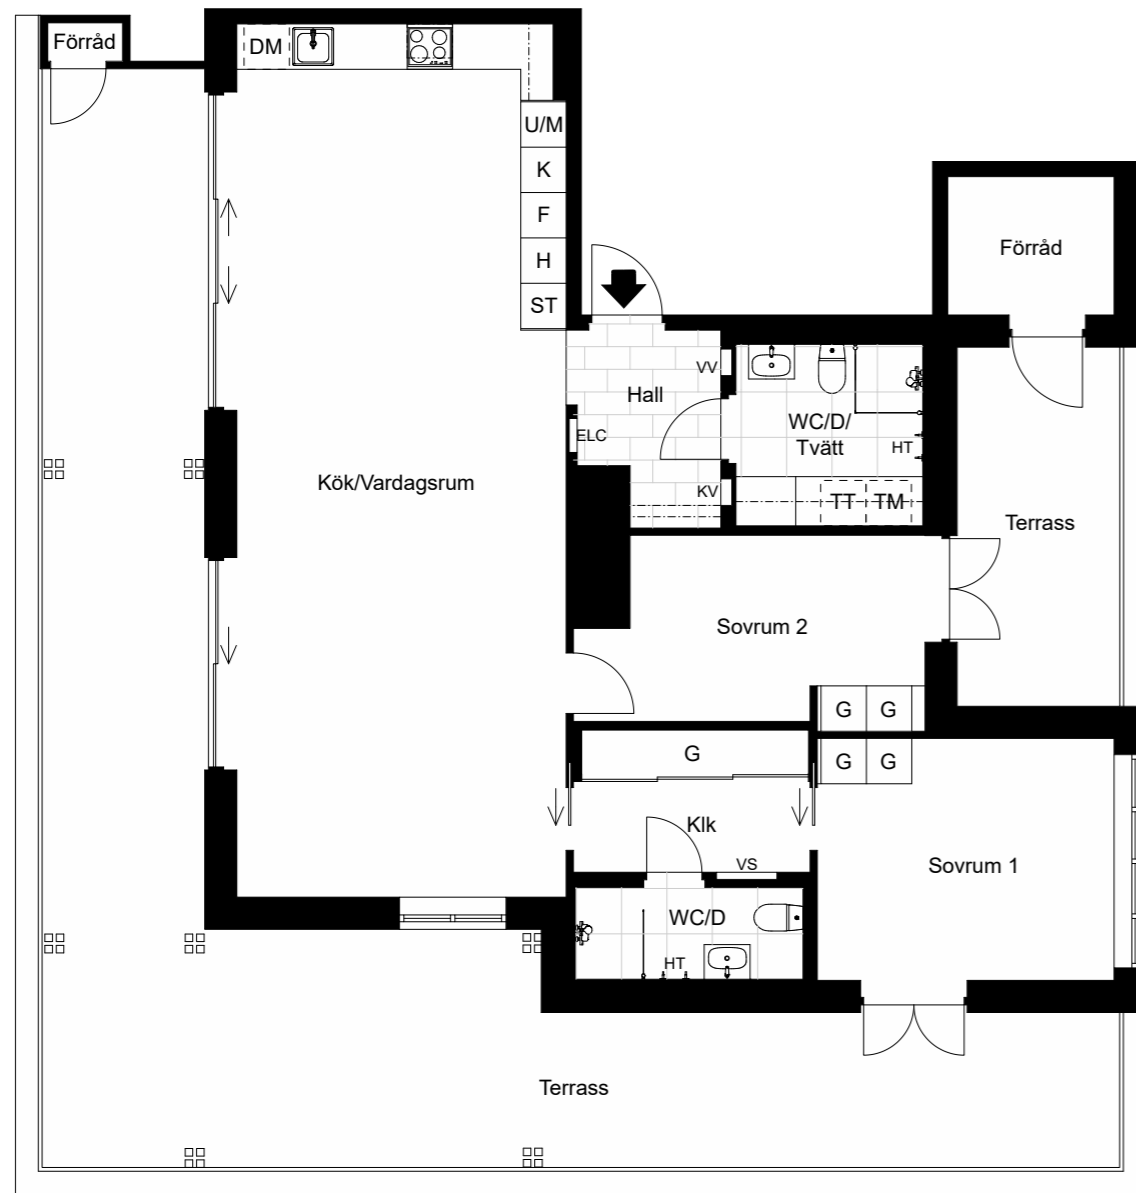 Förråd
DM
U/M
K
F
H
ST
Förråd
VV
Hall
WC/D/
Tvätt
ELC
HT
KV
TT
TM
Kök/Vardagsrum
Terrass
Sovrum 2
G
G
G
G
G
Klk
VS
Sovrum 1
WC/D
HT
Terrass